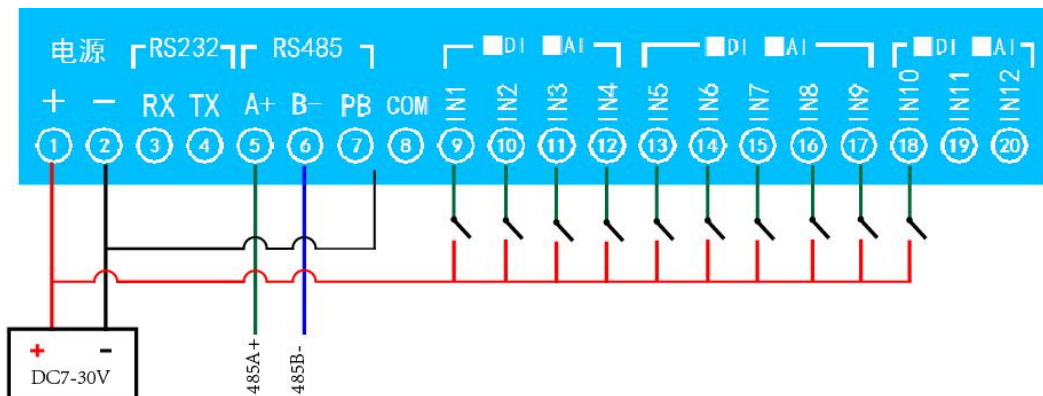 电源 RS232 RS485 ■DI ■AI ■DI ■AI ■DI ■AI
+ − RX TX A+ B- PB COM IN1 IN2 IN3 IN4 IN5 IN6 IN7 IN8 IN9 IN10 IN11 IN12
1 2 3 4 5 6 7 8 9 10 11 12 13 14 15 16 17 18 19 20
+ -
DC7-30V
485A+
485B-